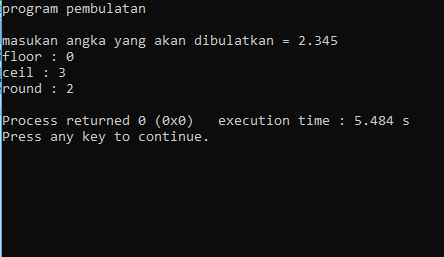 program pembulatan
masukan angka yang akan dibulatkan = 2.345
floor : 0
ceil : 3
round : 2
Process returned 0 (0x0)   execution time : 5.484 s
Press any key to continue.